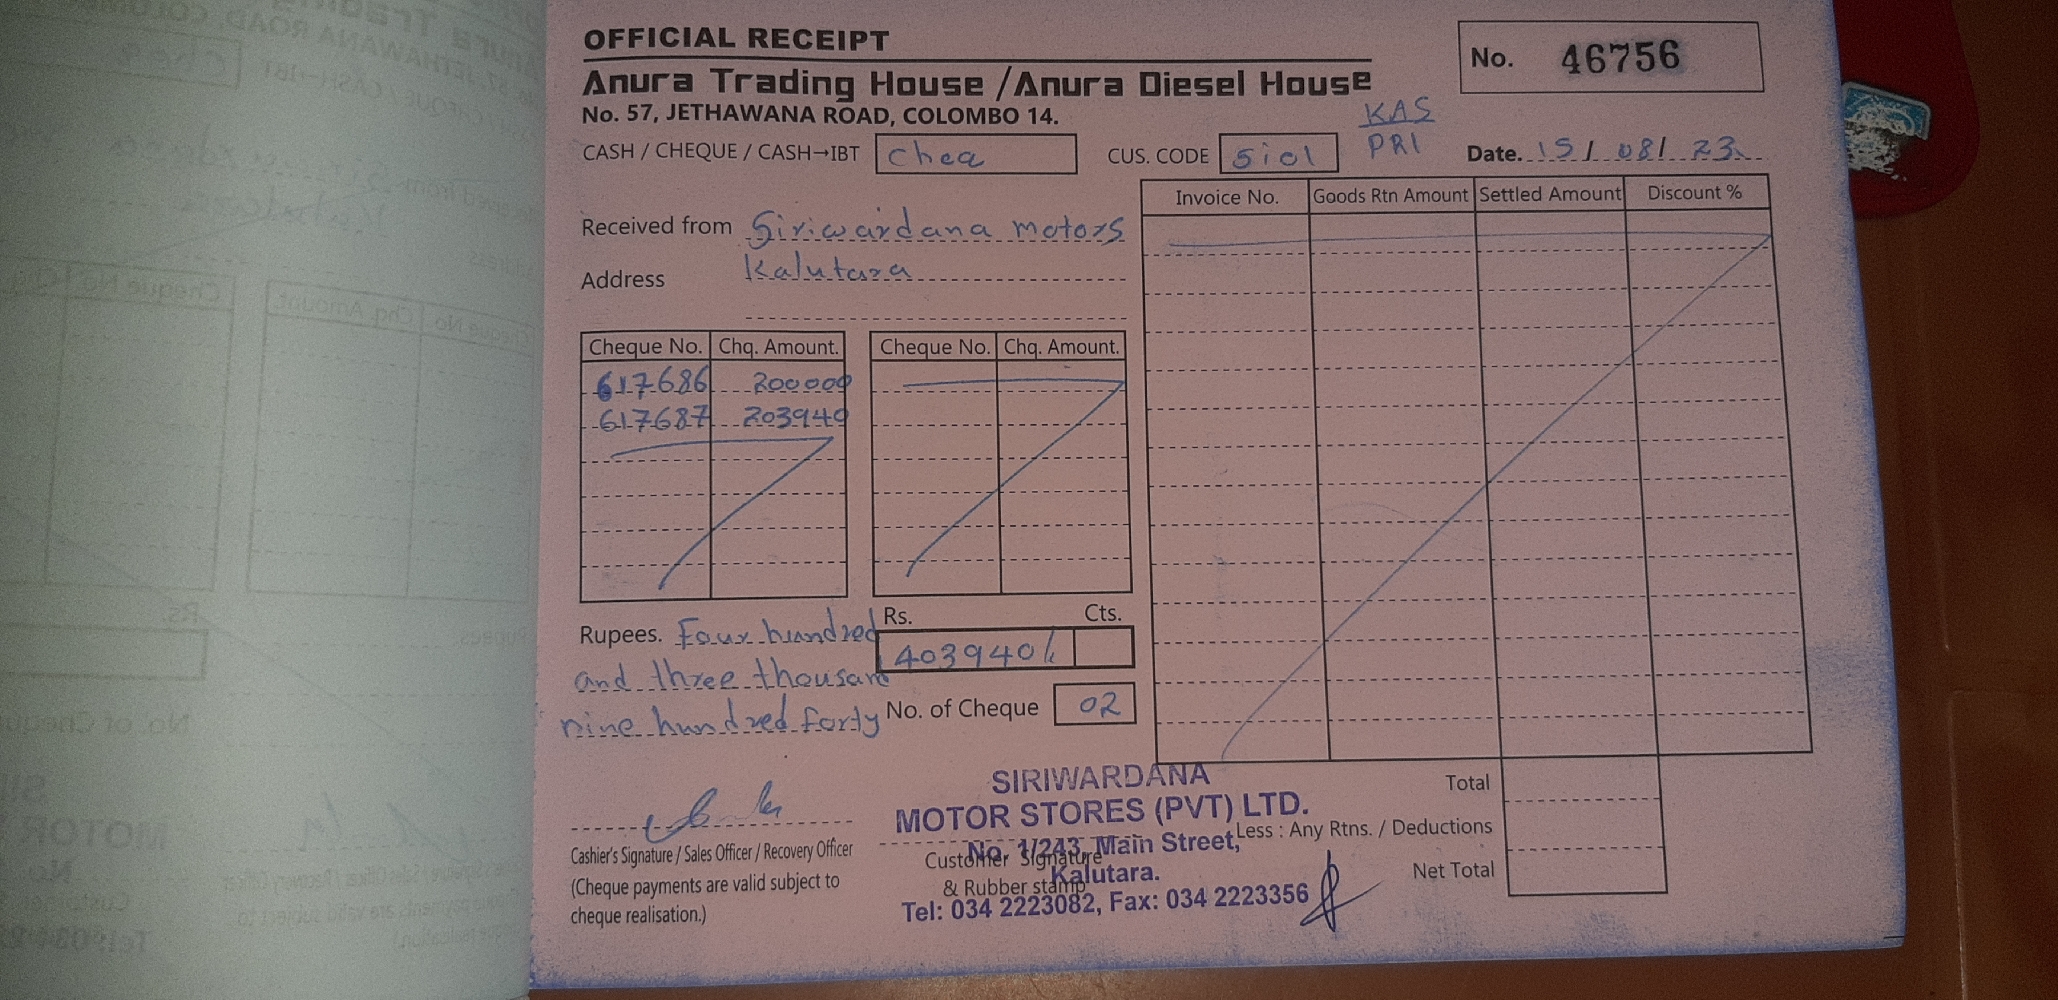 OFFICIAL RECEIPT
No. 46756
Anura Trading House / Anura Diesel House
No. 57, JETHAWANA ROAD, COLOMBO 14.
KAS
PRI
CASH / CHEQUE / CASH→IBT Cheq
CUS. CODE Si01
Date. 15/ 08/ 23
Received from Siriwardana motors
Address Kalutara
Invoice No. Goods Rtn Amount Settled Amount Discount %
Cheque No. Chq. Amount. Cheque No. Chq. Amount.
617686 200000
617687 203940
Rs. Cts.
Rupees. Four hundred
403940/
and three thousand
nine hundred forty
No. of Cheque 02
SIRIWARDANA
MOTOR STORES (PVT) LTD.
No. 1/243, Main Street,
Kalutara.
Tel: 034 2223082, Fax: 034 2223356
Total
Less : Any Rtns. / Deductions
Net Total
Cashier's Signature / Sales Officer / Recovery Officer
(Cheque payments are valid subject to
cheque realisation.)
Customer Signature
& Rubber stamp